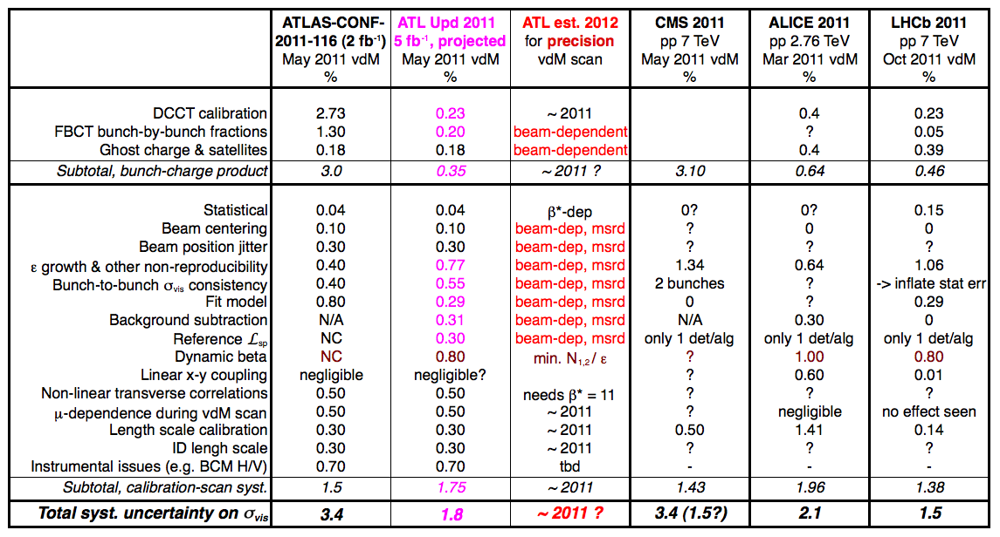 ATLAS-CONF-2011-116 (2 fb-1) May 2011 vdM % | ATL Upd 2011 5 fb-1, projected May 2011 vdM % | ATL est. 2012 for precision vdM scan | CMS 2011 pp 7 TeV May 2011 vdM % | ALICE 2011 pp 2.76 TeV Mar 2011 vdM % | LHCb 2011 pp 7 TeV Oct 2011 vdM %
DCCT calibration 2.73 0.23 ~ 2011 0.4 0.23
FBCT bunch-by-bunch fractions 1.30 0.20 beam-dependent ? 0.05
Ghost charge & satellites 0.18 0.18 beam-dependent 0.4 0.39
Subtotal, bunch-charge product 3.0 0.35 ~ 2011 ? 3.10 0.64 0.46
Statistical 0.04 0.04 β*-dep 0? 0? 0.15
Beam centering 0.10 0.10 beam-dep, msrd ? 0 0
Beam position jitter 0.30 0.30 beam-dep, msrd ? ? ?
ε growth & other non-reproducibility 0.40 0.77 beam-dep, msrd 1.34 0.64 1.06
Bunch-to-bunch σvis consistency 0.40 0.55 beam-dep, msrd 2 bunches ? -> inflate stat err
Fit model 0.80 0.29 beam-dep, msrd 0 ? 0.29
Background subtraction N/A 0.31 beam-dep, msrd N/A 0.30 0
Reference ℒsp NC 0.30 beam-dep, msrd only 1 det/alg only 1 det/alg only 1 det/alg
Dynamic beta NC 0.80 min. N1,2 / ε ? 1.00 0.80
Linear x-y coupling negligible negligible? ? 0.60 0.01
Non-linear transverse correlations 0.50 0.50 needs β* = 11 ? ? ?
μ-dependence during vdM scan 0.50 0.50 ~ 2011 ? negligible no effect seen
Length scale calibration 0.30 0.30 ~ 2011 0.50 1.41 0.14
ID lengh scale 0.30 0.30 ~ 2011 ? ? ?
Instrumental issues (e.g. BCM H/V) 0.70 0.70 tbd - - -
Subtotal, calibration-scan syst. 1.5 1.75 ~ 2011 1.43 1.96 1.38
Total syst. uncertainty on σvis 3.4 1.8 ~ 2011 ? 3.4 (1.5?) 2.1 1.5